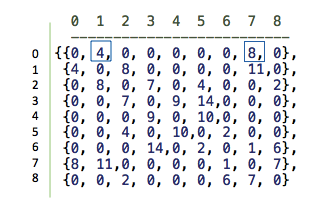 0 1 2 3 4 5 6 7 8
0 {{0, 4, 0, 0, 0, 0, 0, 8, 0},
1 {4, 0, 8, 0, 0, 0, 0, 11,0},
2 {0, 8, 0, 7, 0, 4, 0, 0, 2},
3 {0, 0, 7, 0, 9, 14,0, 0, 0},
4 {0, 0, 0, 9, 0, 10,0, 0, 0},
5 {0, 0, 4, 0, 10,0, 2, 0, 0},
6 {0, 0, 0, 14,0, 2, 0, 1, 6},
7 {8, 11,0, 0, 0, 0, 1, 0, 7},
8 {0, 0, 2, 0, 0, 0, 6, 7, 0}